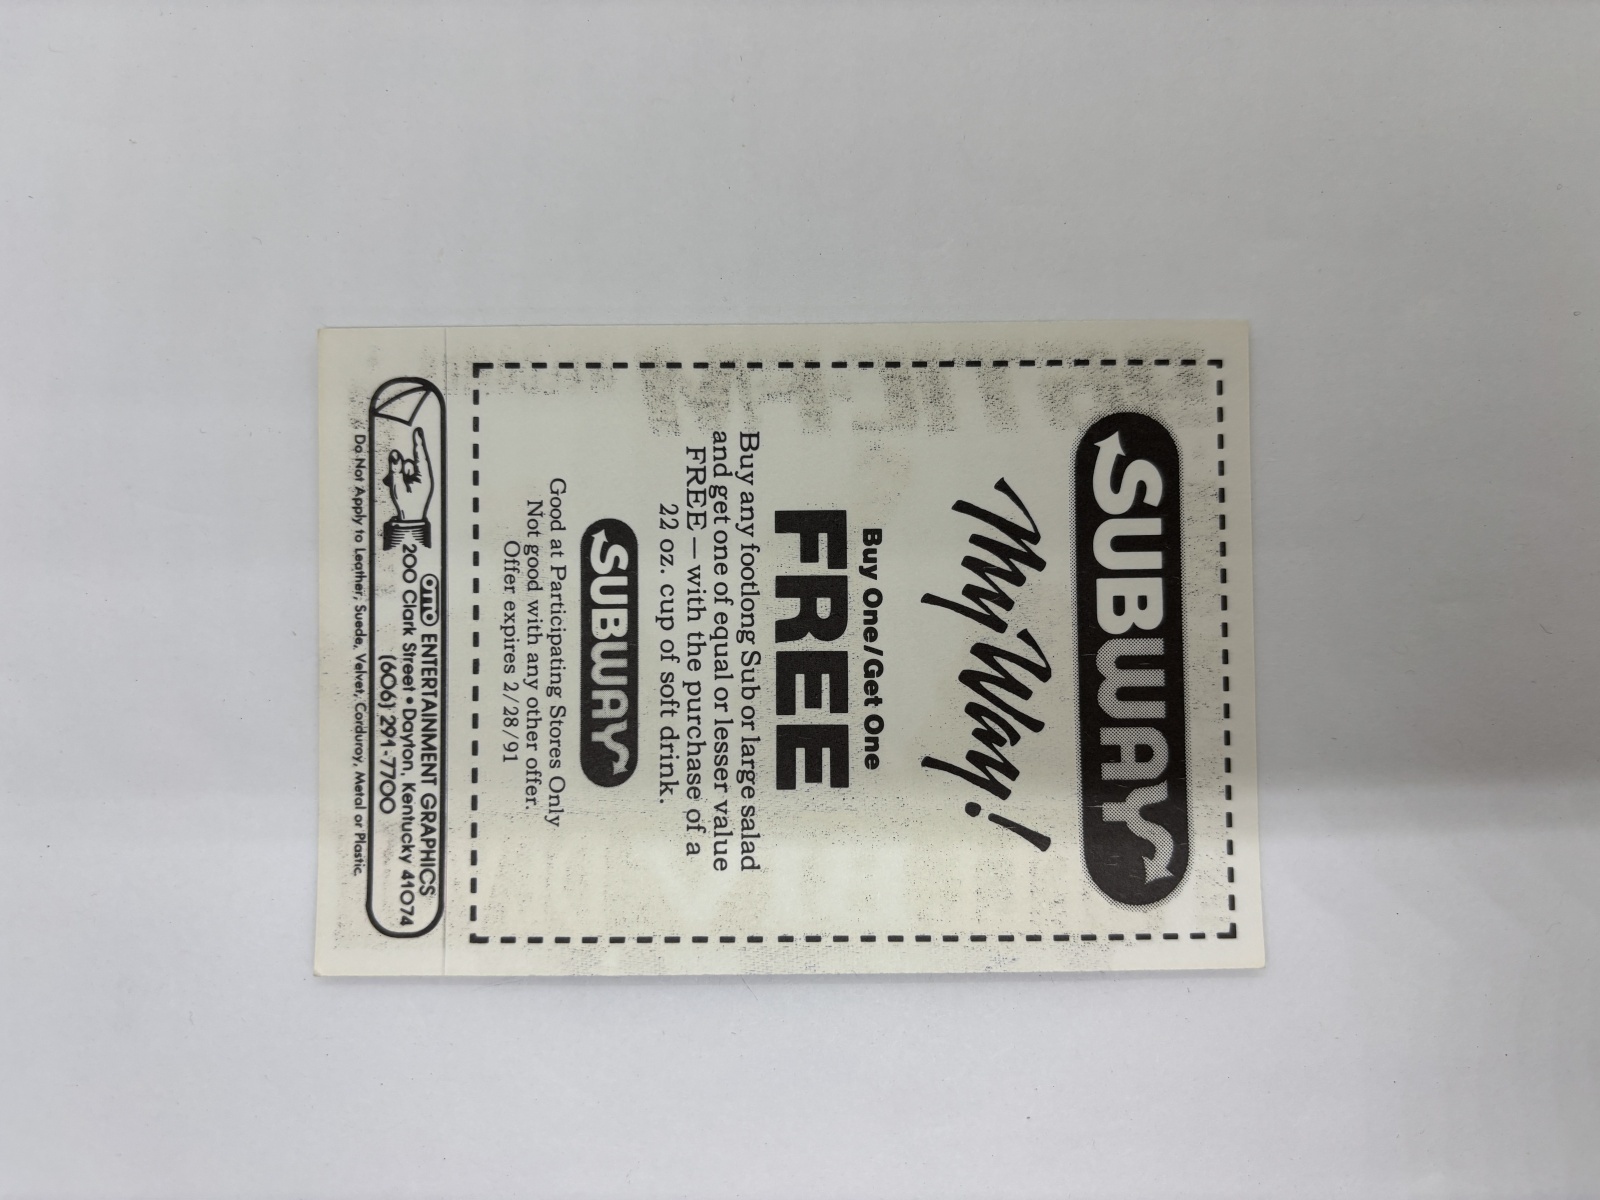 SUBWAY
My Way!
Buy One/Get One
FREE
Buy any footlong Sub or large salad
and get one of equal or lesser value
FREE — with the purchase of a
22 oz. cup of soft drink.
SUBWAY
Good at Participating Stores Only
Not good with any other offer.
Offer expires 2/28/91
OTTO ENTERTAINMENT GRAPHICS
200 Clark Street • Dayton, Kentucky 41074
(606) 291-7700
Do Not Apply to Leather, Suede, Velvet, Corduroy, Metal or Plastic.